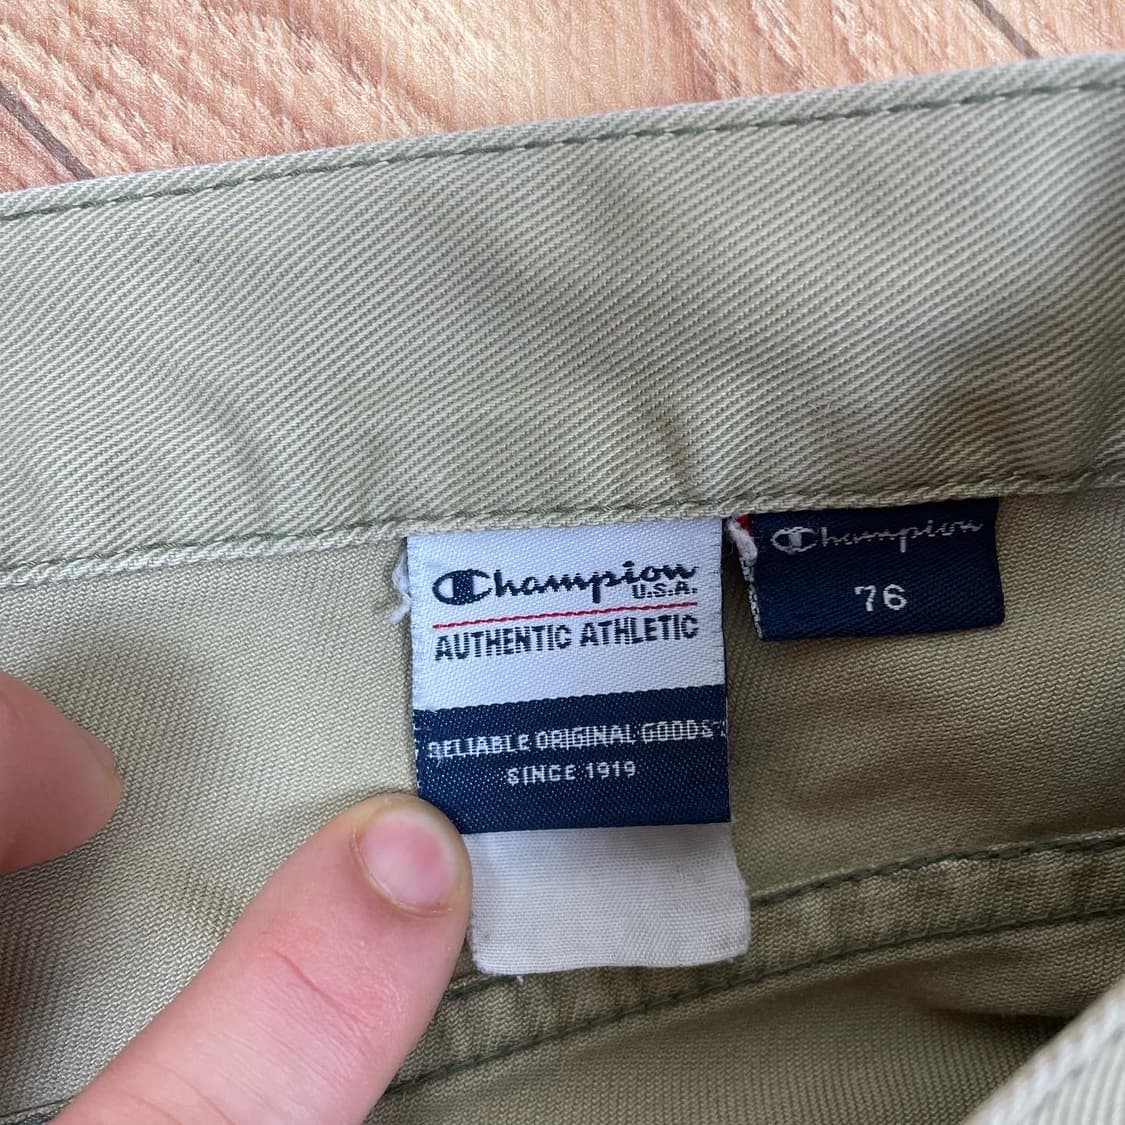 Champion
U.S.A.
AUTHENTIC ATHLETIC
RELIABLE ORIGINAL GOODS
SINCE 1919
Champion
76